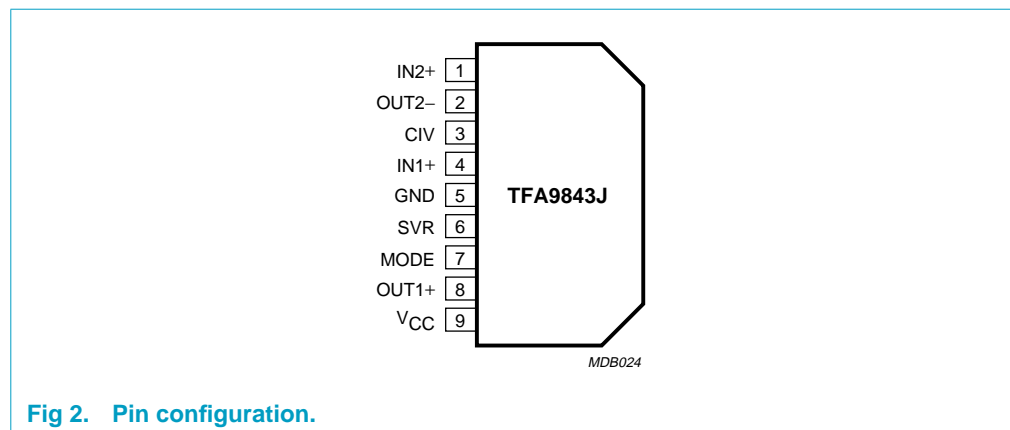 IN2+ 1
OUT2− 2
CIV 3
IN1+ 4
GND 5
SVR 6
MODE 7
OUT1+ 8
VCC 9
TFA9843J
MDB024
Fig 2. Pin configuration.